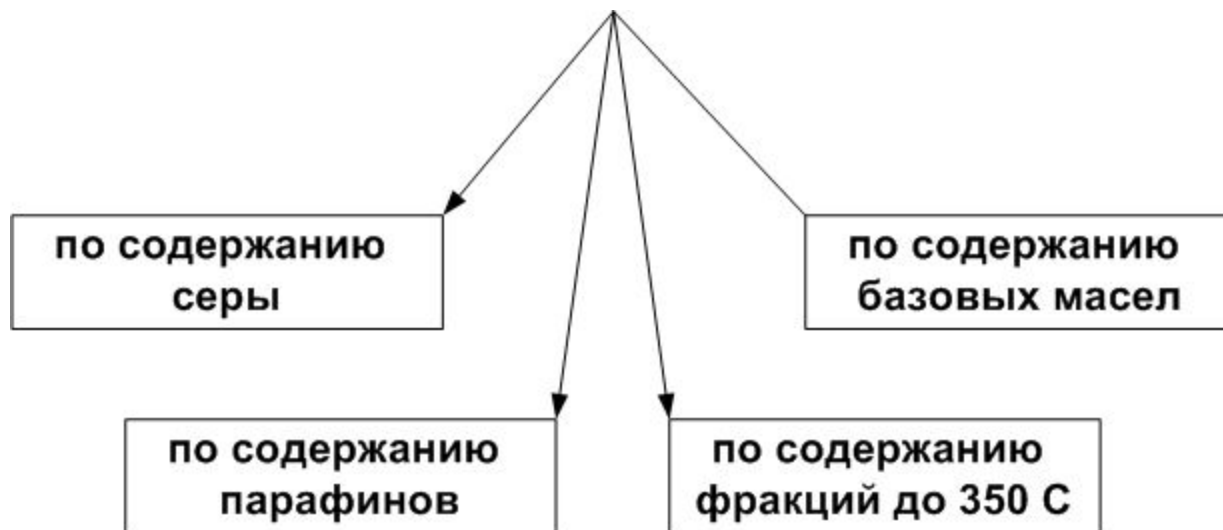 по содержанию
серы
по содержанию
базовых масел
по содержанию
парафинов
по содержанию
фракций до 350 С